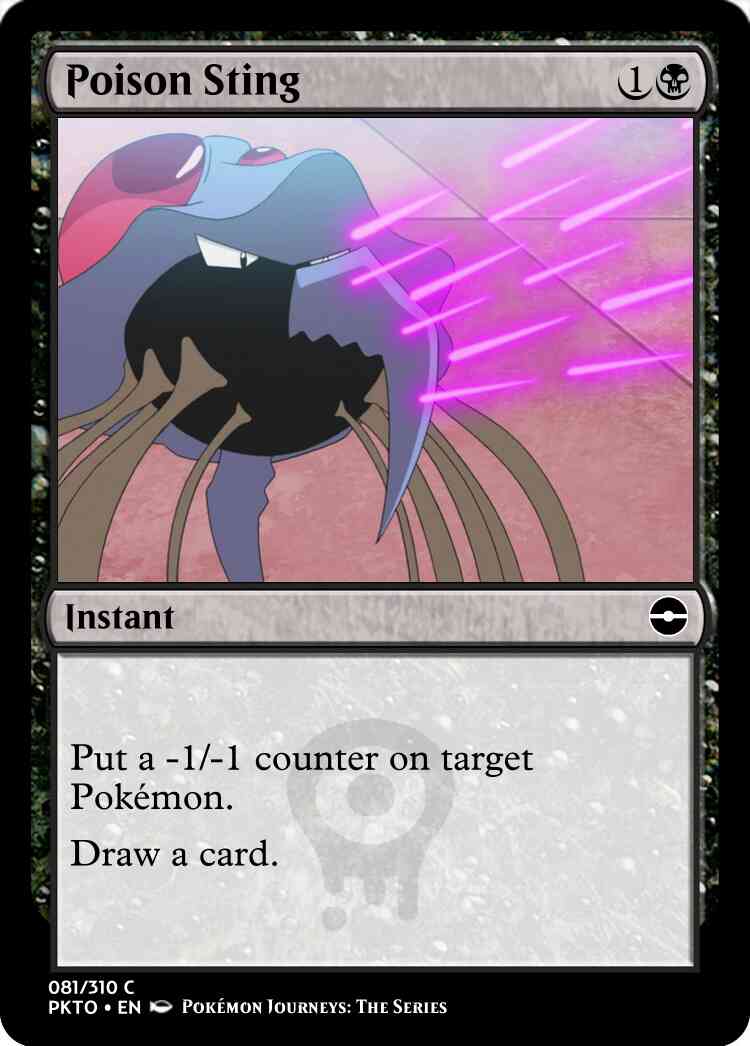 Poison Sting 1
Instant
Put a -1/-1 counter on target
Pokémon.
Draw a card.
081/310 C
PKTO • EN Pokémon Journeys: The Series